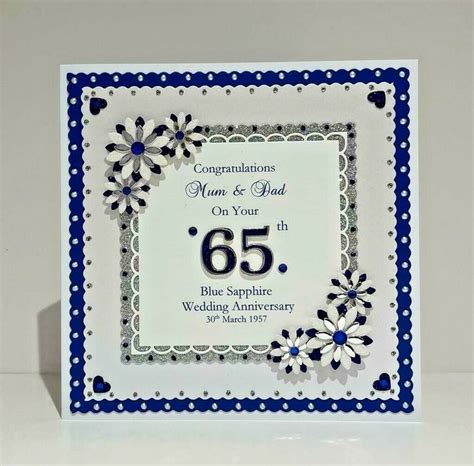 Congratulations
Mum & Dad
On Your
65th
Blue Sapphire
Wedding Anniversary
30th March 1957